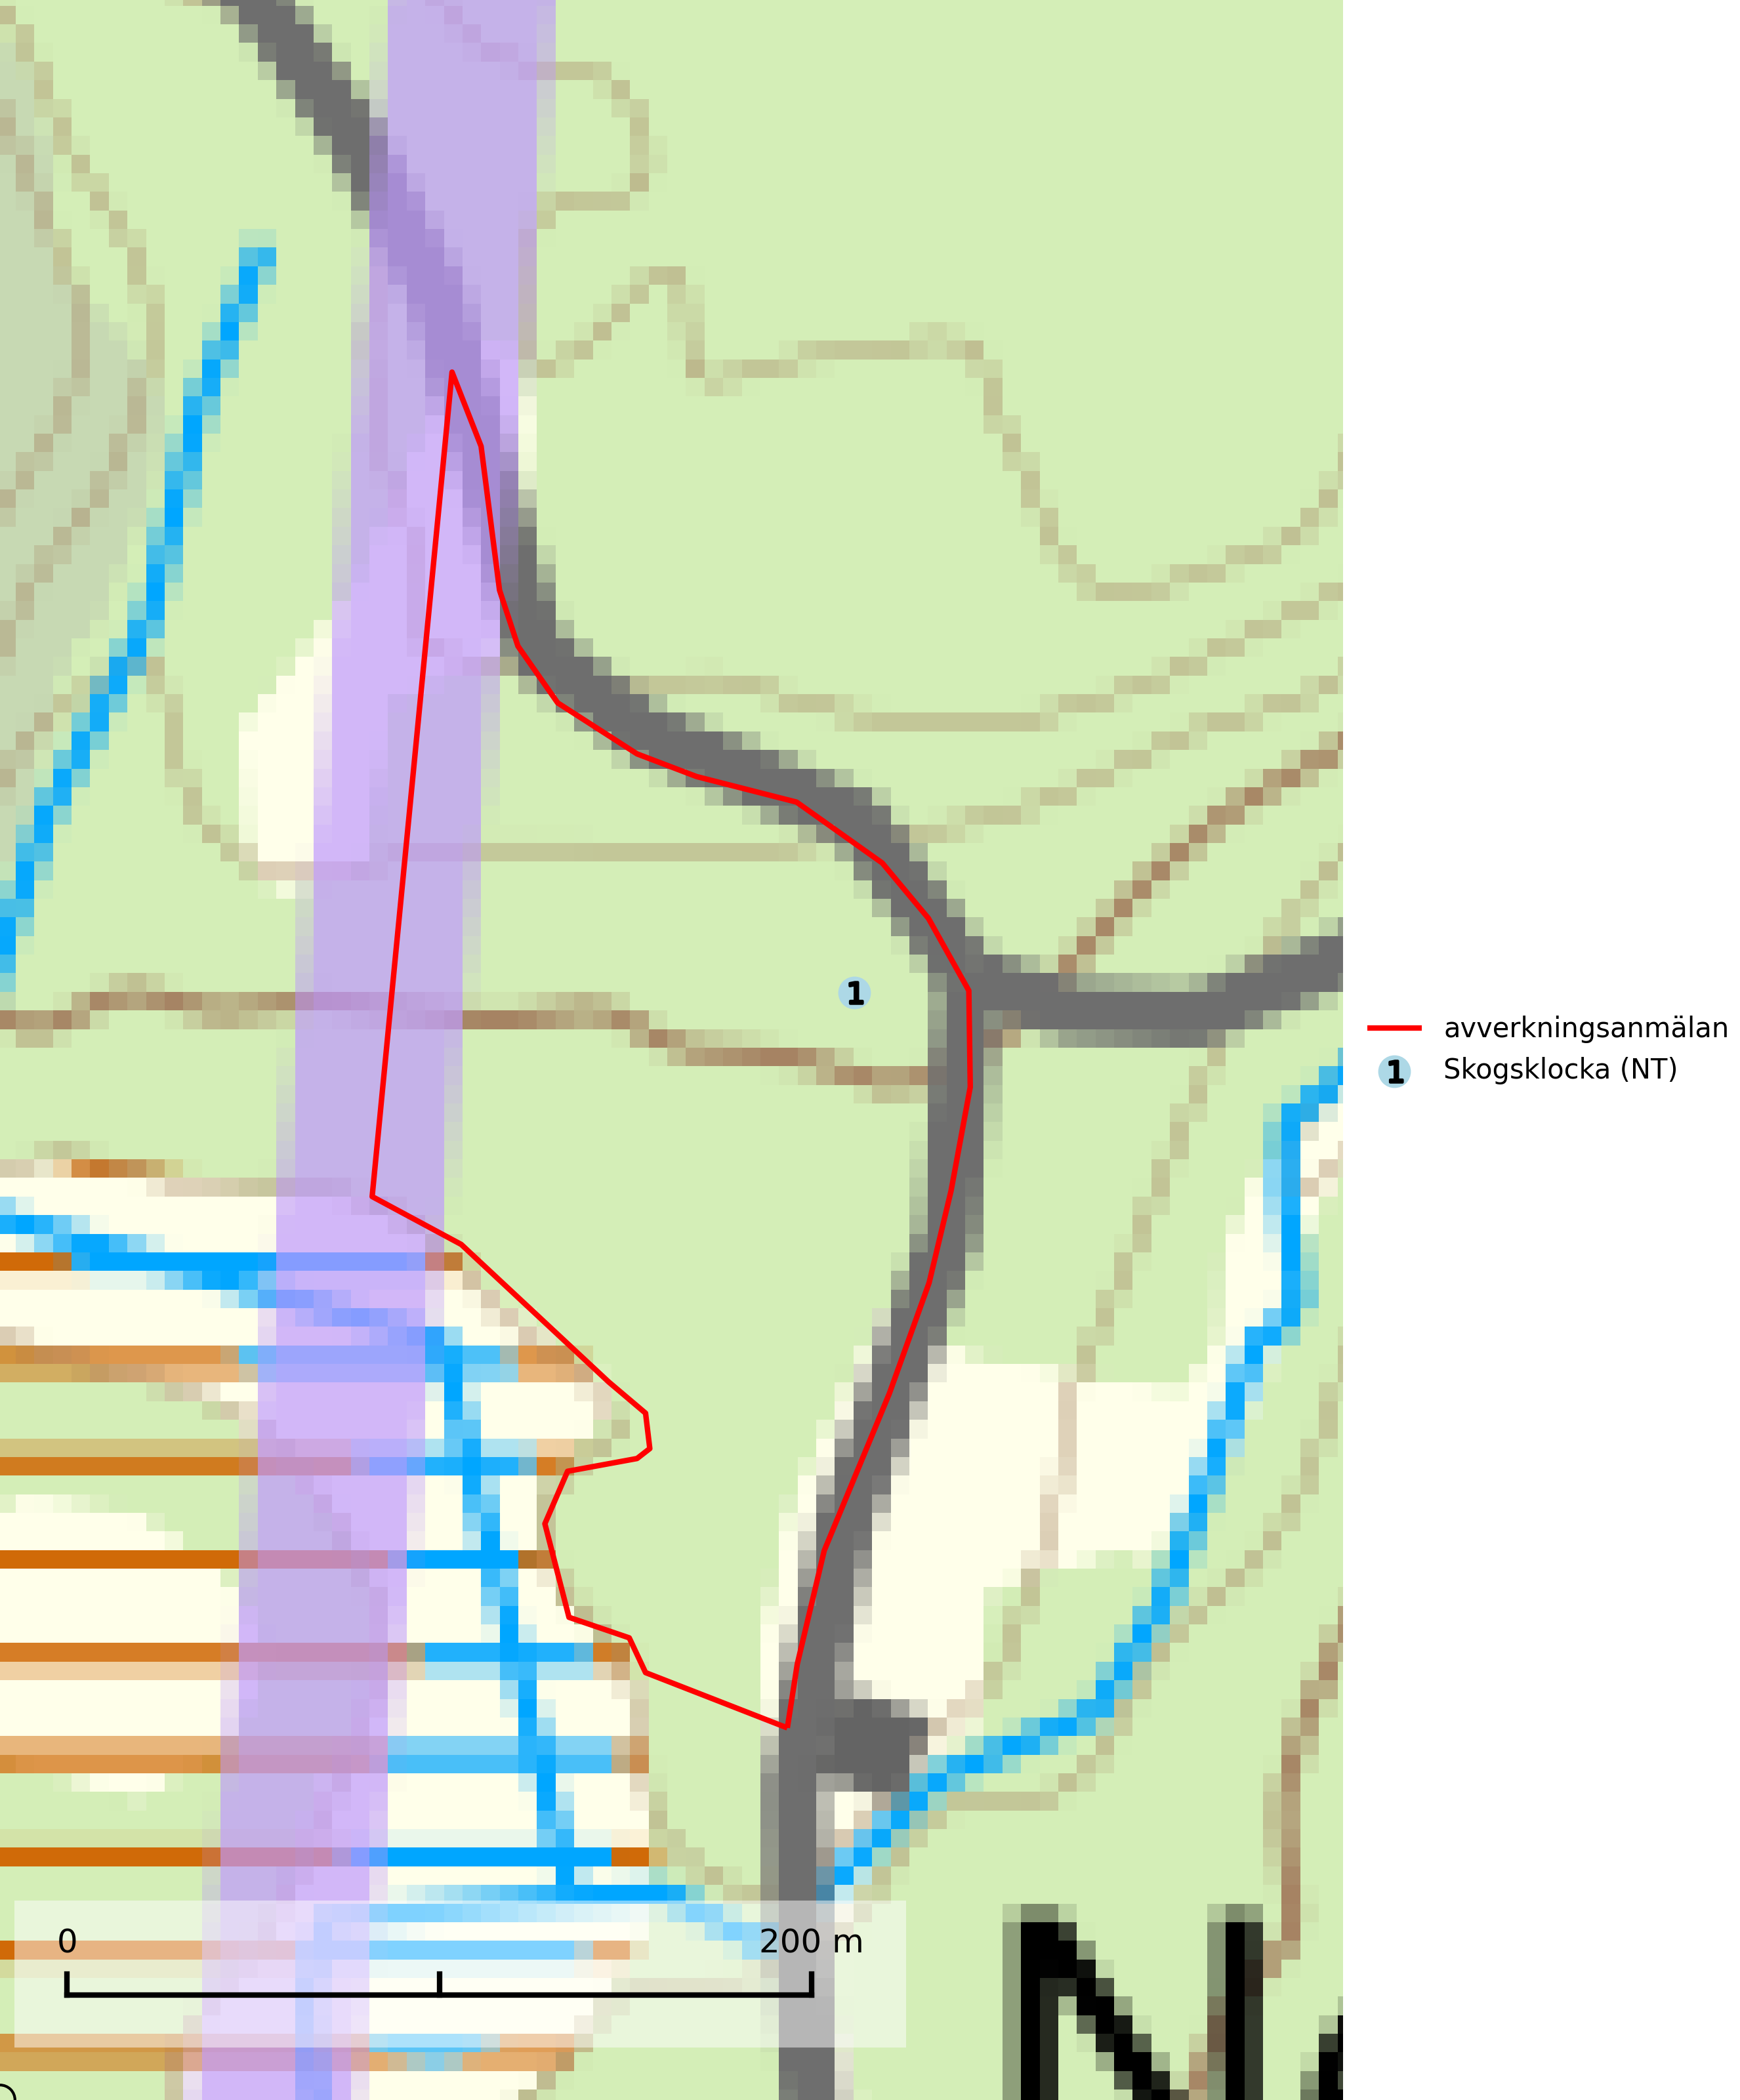 1
avverkningsanmälan
1 Skogsklocka (NT)
0 200 m
N